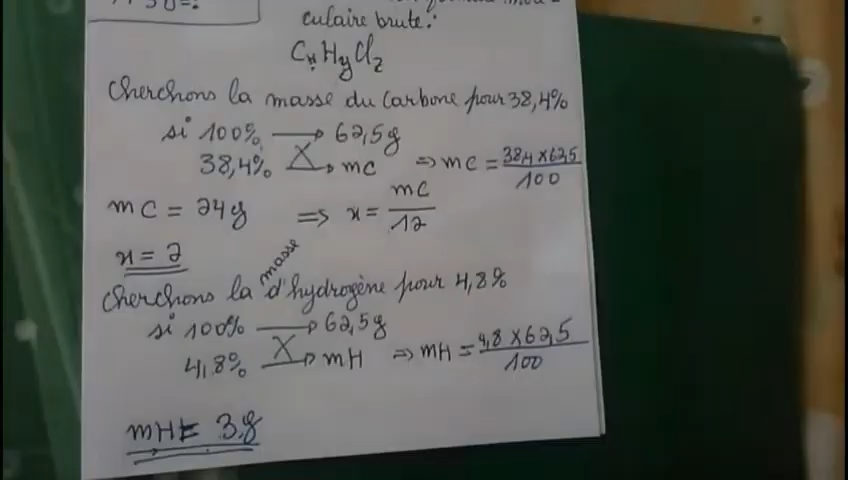 culaire brute:
CxHyClz
Cherchons la masse du Carbone pour 38,4%
si 100% → 62,5g
38,4% → mC ⇒ mC = 38,4 x 62,5 / 100
mC = 24g ⇒ x = mC / 12
x = 2
Cherchons la masse d'hydrogène pour 4,8%
si 100% → 62,5g
4,8% → mH ⇒ mH = 4,8 x 62,5 / 100
mH = 3g